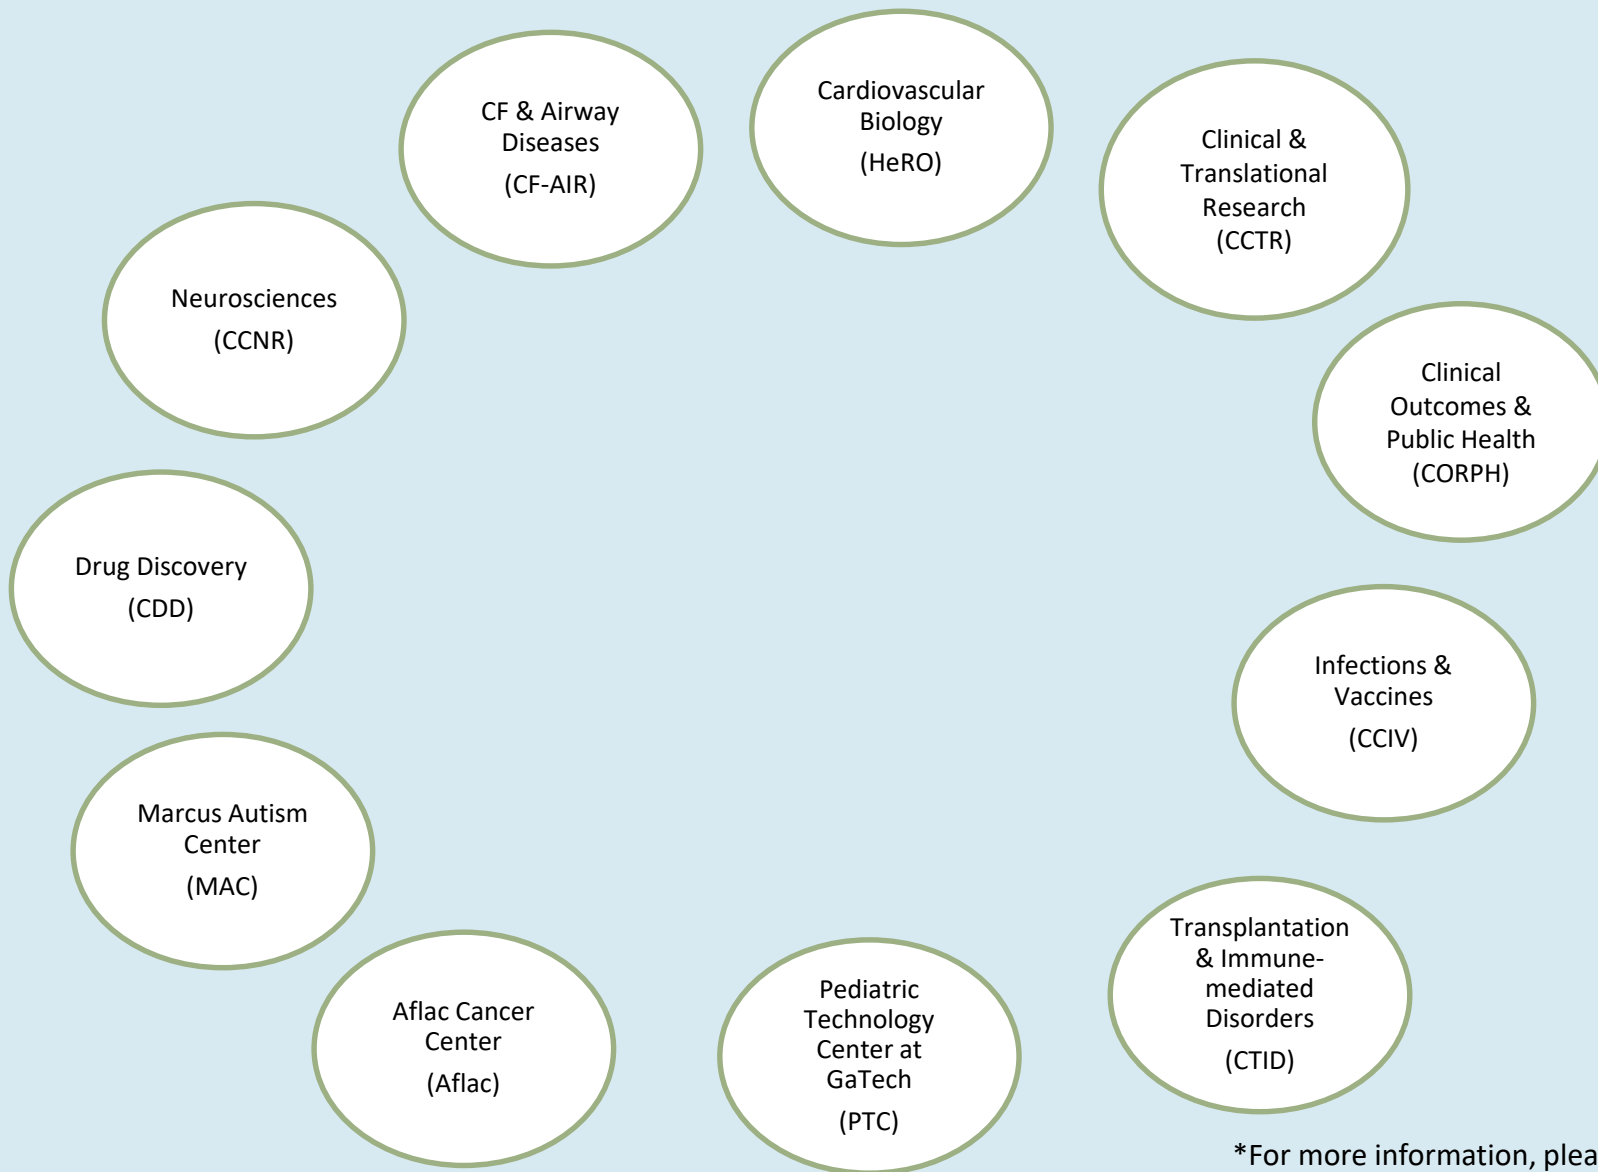 Cardiovascular
Biology
(HeRO)
Clinical &
Translational
Research
(CCTR)
Clinical
Outcomes &
Public Health
(CORPH)
Infections &
Vaccines
(CCIV)
Transplantation
& Immune-
mediated
Disorders
(CTID)
Pediatric
Technology
Center at
GaTech
(PTC)
Aflac Cancer
Center
(Aflac)
Marcus Autism
Center
(MAC)
Drug Discovery
(CDD)
Neurosciences
(CCNR)
CF & Airway
Diseases
(CF-AIR)
*For more information, plea